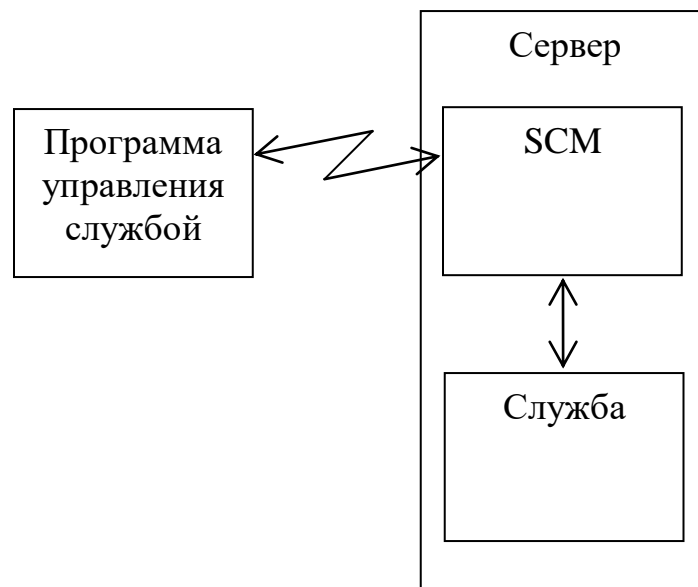 Сервер
Программа
управления
службой
SCM
Служба